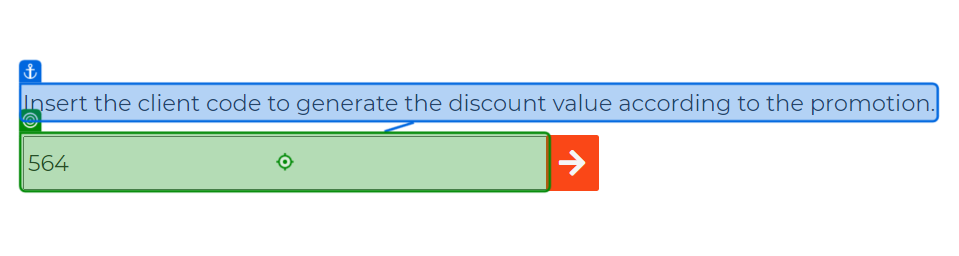 Insert the client code to generate the discount value according to the promotion.
564